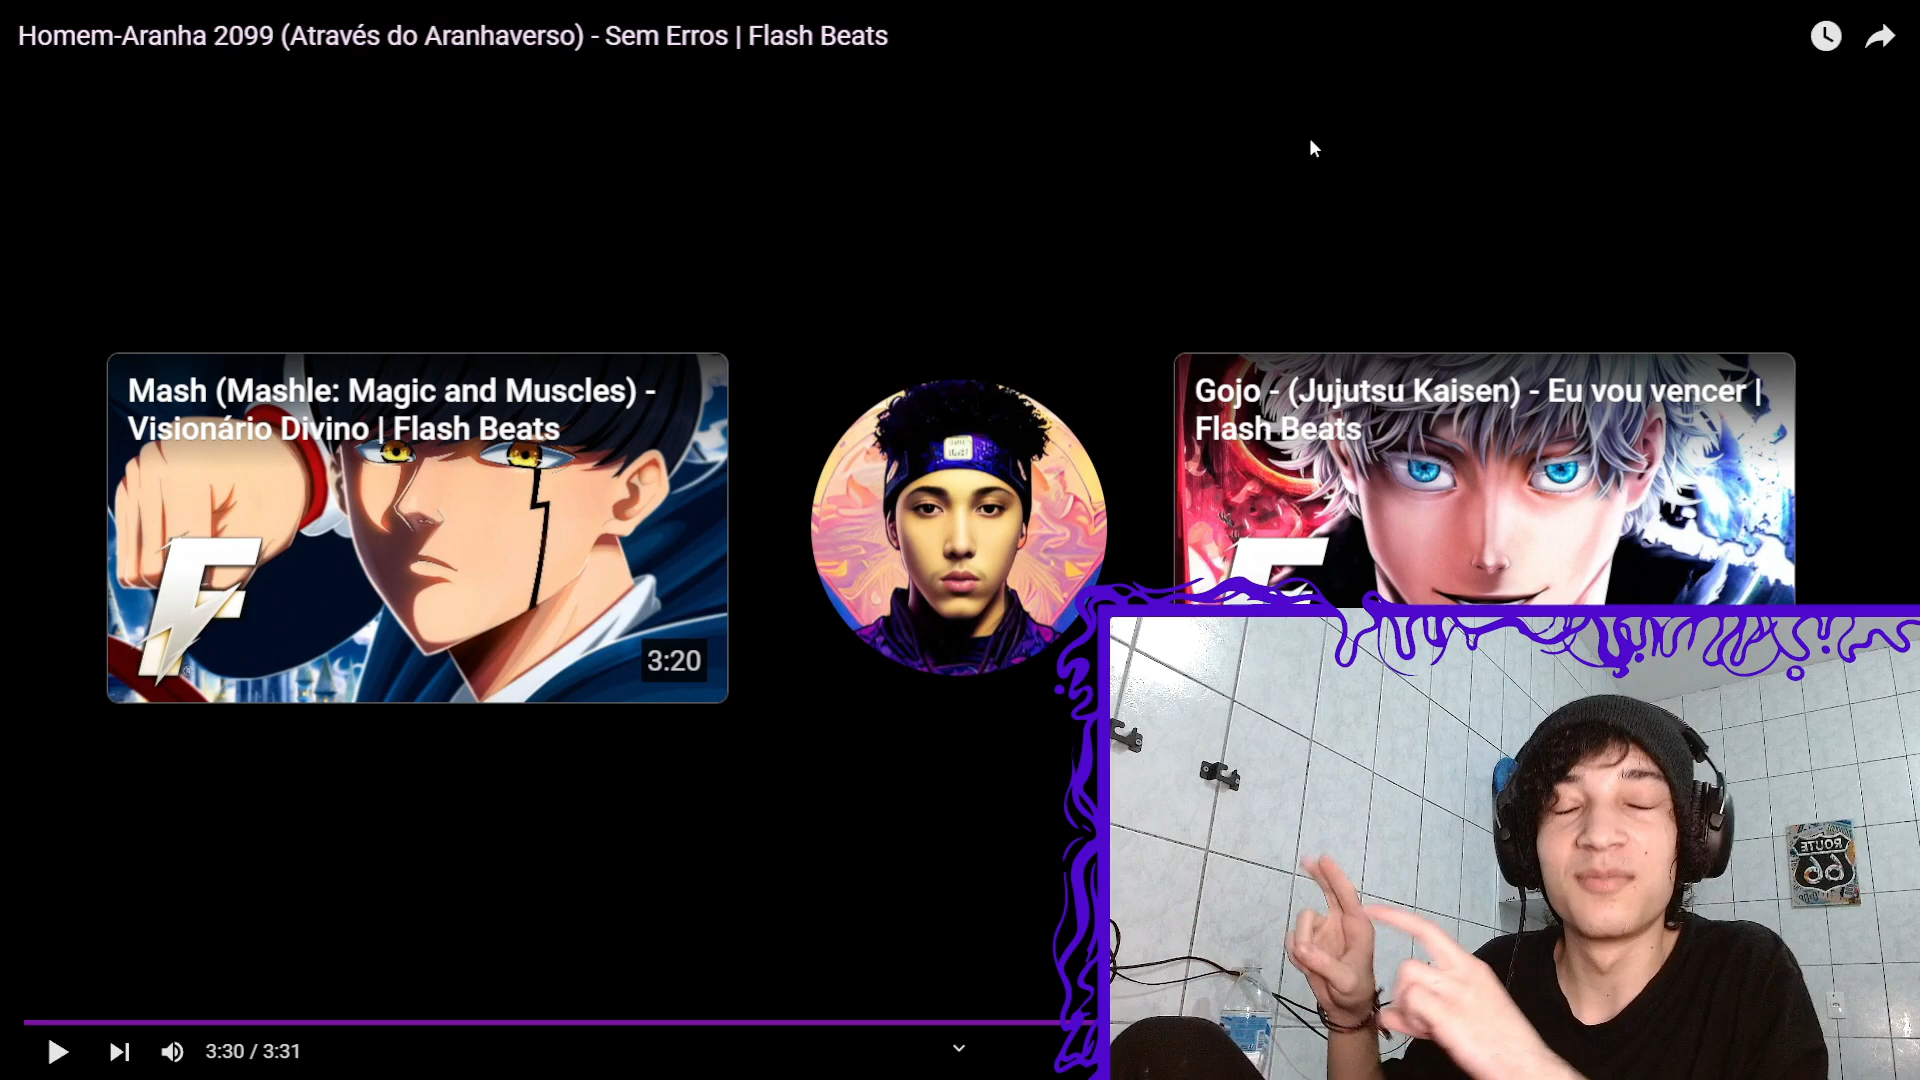 Homem-Aranha 2099 (Através do Aranhaverso) - Sem Erros | Flash Beats
Mash (Mashle: Magic and Muscles) -
Visionário Divino | Flash Beats
3:20
Gojo - (Jujutsu Kaisen) - Eu vou vencer |
Flash Beats
F
F
ROUTE
66
3:30 / 3:31